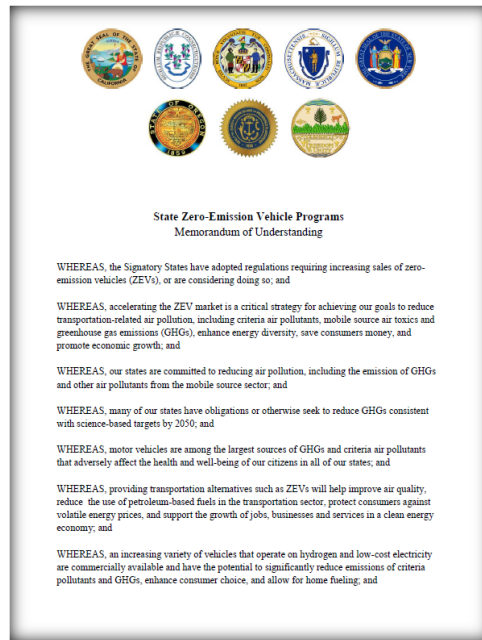 THE GREAT SEAL OF THE STATE OF CALIFORNIA
STATE OF OREGON
1859
State Zero-Emission Vehicle Programs
Memorandum of Understanding
WHEREAS, the Signatory States have adopted regulations requiring increasing sales of zero-
emission vehicles (ZEVs), or are considering doing so; and
WHEREAS, accelerating the ZEV market is a critical strategy for achieving our goals to reduce
transportation-related air pollution, including criteria air pollutants, mobile source air toxics and
greenhouse gas emissions (GHGs), enhance energy diversity, save consumers money, and
promote economic growth; and
WHEREAS, our states are committed to reducing air pollution, including the emission of GHGs
and other air pollutants from the mobile source sector; and
WHEREAS, many of our states have obligations or otherwise seek to reduce GHGs consistent
with science-based targets by 2050; and
WHEREAS, motor vehicles are among the largest sources of GHGs and criteria air pollutants
that adversely affect the health and well-being of our citizens in all of our states; and
WHEREAS, providing transportation alternatives such as ZEVs will help improve air quality,
reduce the use of petroleum-based fuels in the transportation sector, protect consumers against
volatile energy prices, and support the growth of jobs, businesses and services in a clean energy
economy; and
WHEREAS, an increasing variety of vehicles that operate on hydrogen and low-cost electricity
are commercially available and have the potential to significantly reduce emissions of criteria
pollutants and GHGs, enhance consumer choice, and allow for home fueling; and